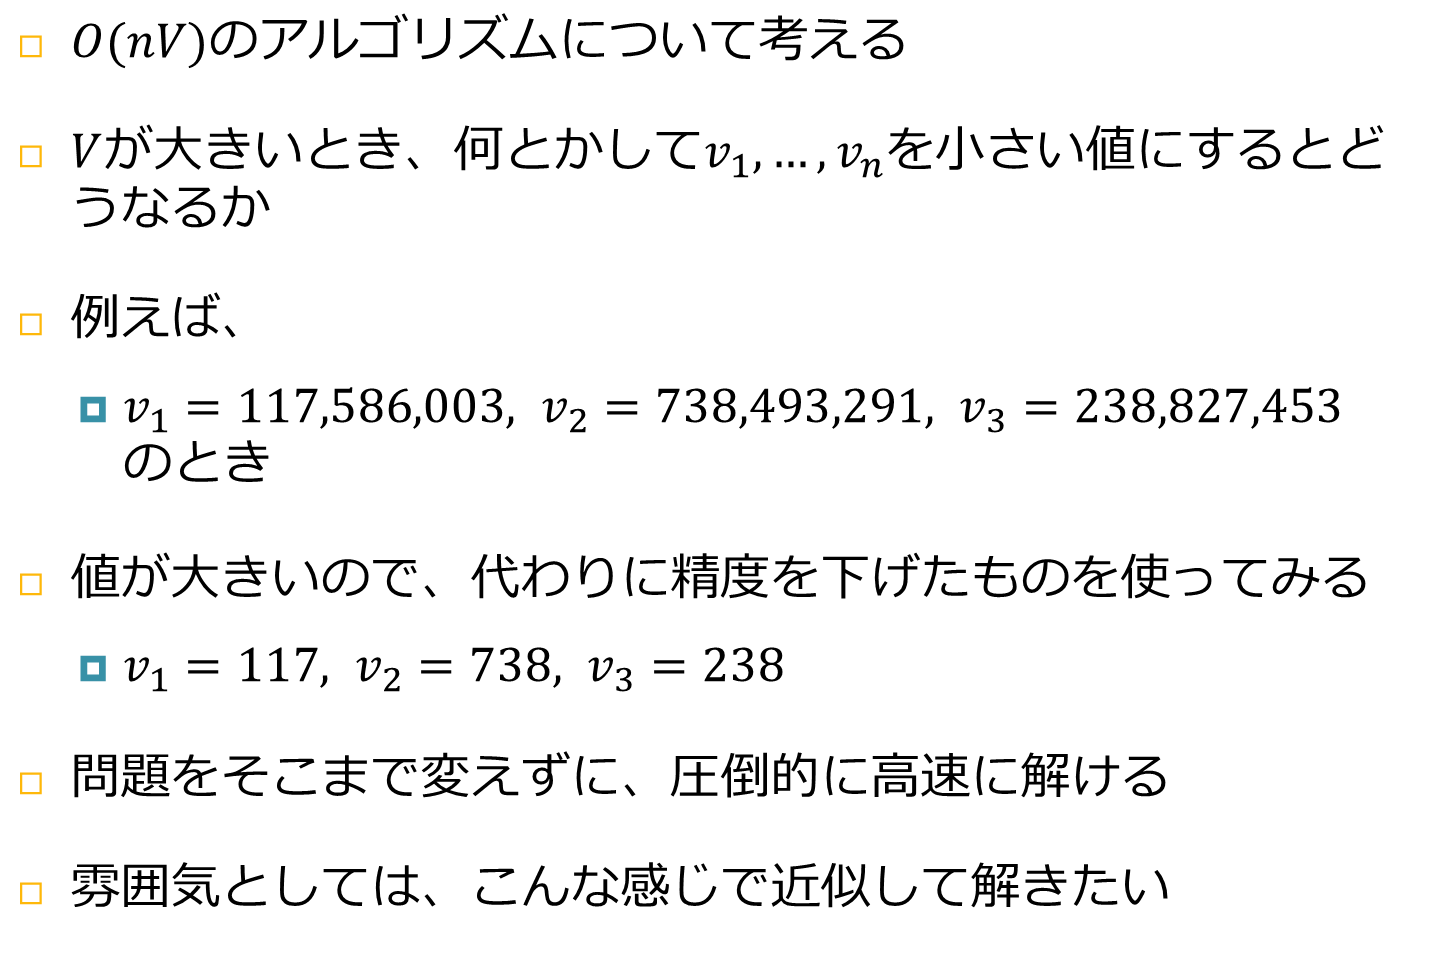 O(nV)のアルゴリズムについて考える
Vが大きいとき、何とかしてv₁, … , vₙを小さい値にするとど
うなるか
例えば、
v₁ = 117,586,003, v₂ = 738,493,291, v₃ = 238,827,453
のとき
値が大きいので、代わりに精度を下げたものを使ってみる
v₁ = 117, v₂ = 738, v₃ = 238
問題をそこまで変えずに、圧倒的に高速に解ける
雰囲気としては、こんな感じで近似して解きたい